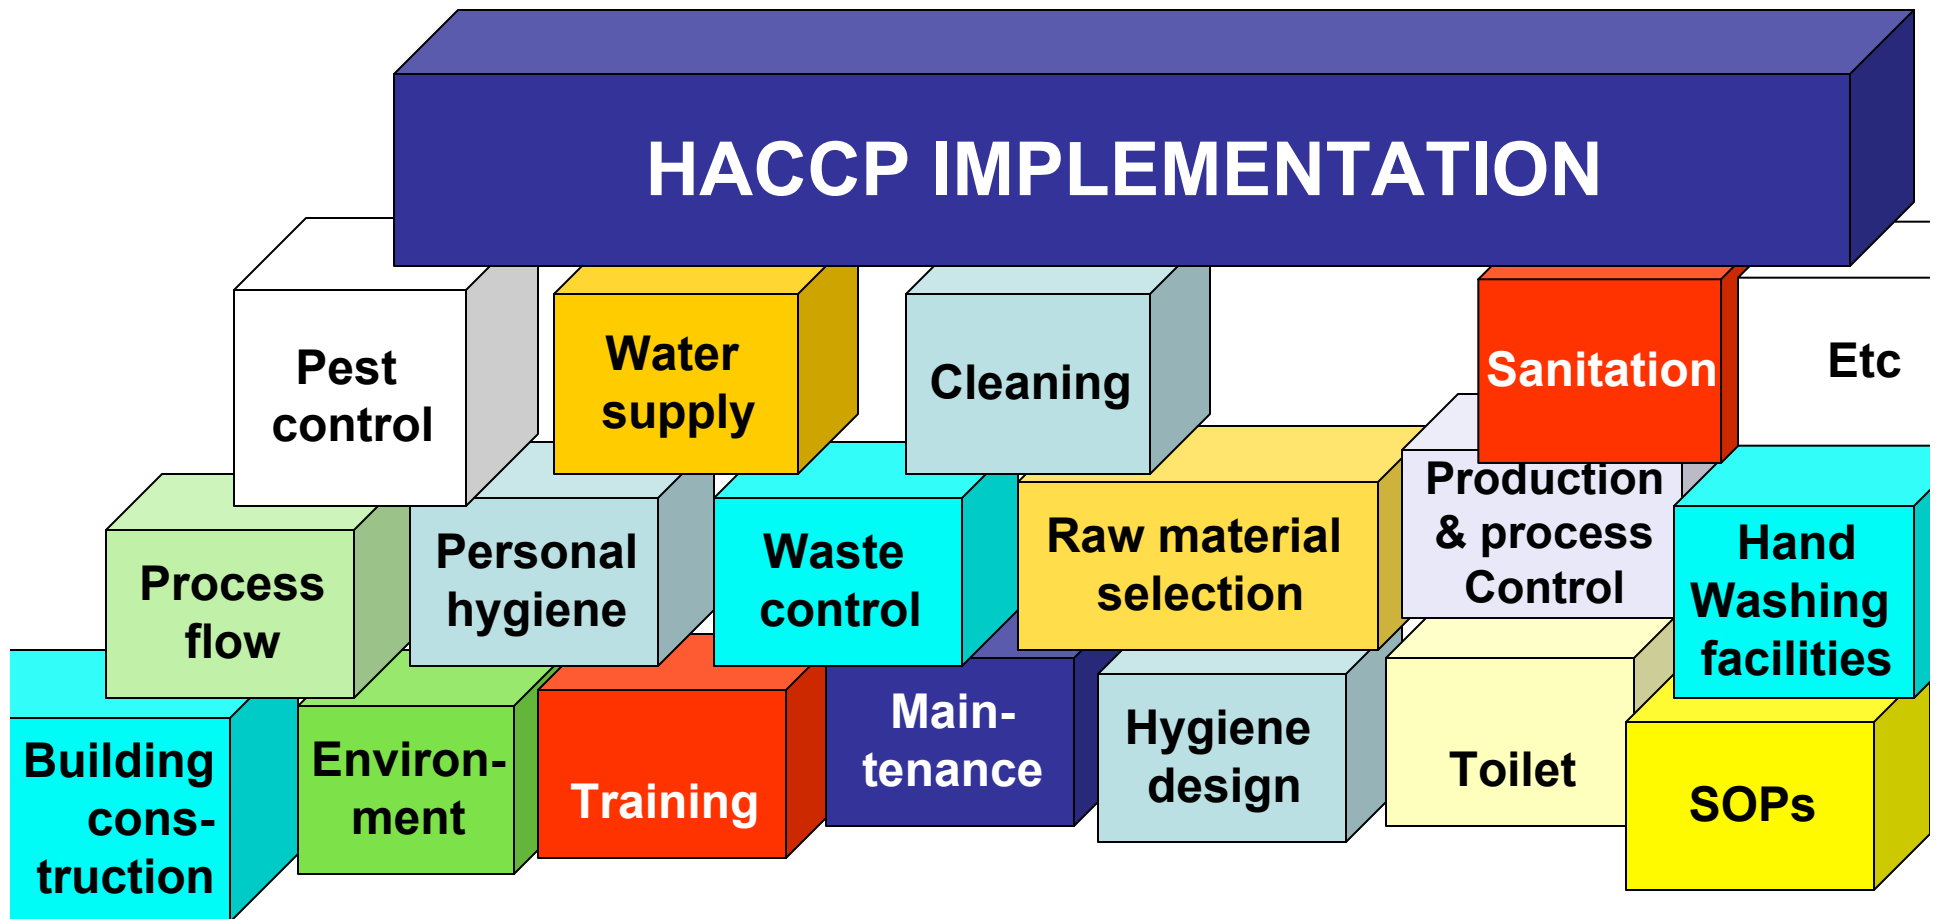 HACCP IMPLEMENTATION
Pest
control
Water
supply
Cleaning
Sanitation
Etc
Process
flow
Personal
hygiene
Waste
control
Raw material
selection
Production
& process
Control
Hand
Washing
facilities
Building
cons-
truction
Environ-
ment
Training
Main-
tenance
Hygiene
design
Toilet
SOPs